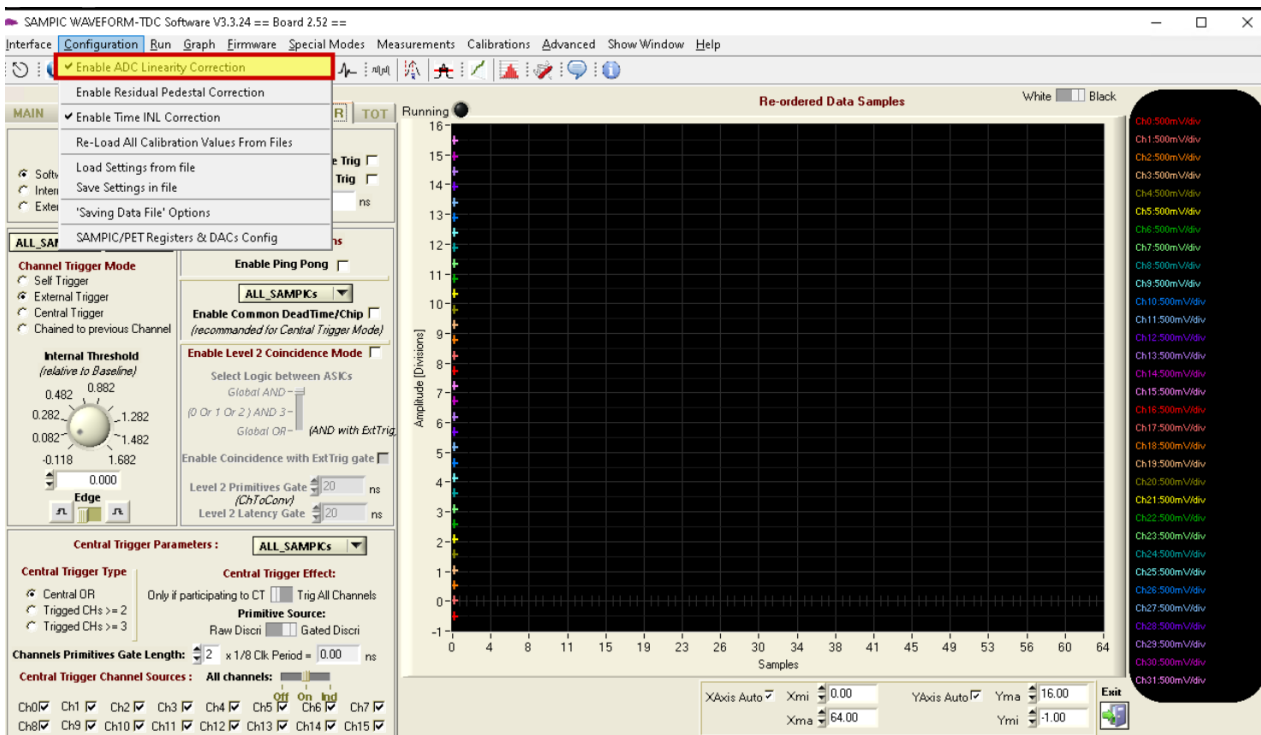 SAMPIC WAVEFORM-TDC Software V3.3.24 == Board 2.52 ==
Interface Configuration Run Graph Firmware Special Modes Measurements Calibrations Advanced Show Window Help
✔ Enable ADC Linearity Correction
Enable Residual Pedestal Correction
✔ Enable Time INL Correction
Re-Load All Calibration Values From Files
Load Settings from file
Save Settings in file
'Saving Data File' Options
SAMPIC/PET Registers & DACs Config
MAIN
R TOT
Trig
Trig
ns
ALL_SAMPICs
Channel Trigger Mode
Self Trigger
External Trigger
Central Trigger
Chained to previous Channel
Internal Threshold
(relative to Baseline)
0.482 0.882
0.282 1.282
0.082 1.482
-0.118 1.682
0.000
Edge
Enable Ping Pong
ALL_SAMPICs
Enable Common DeadTime/Chip
(recommanded for Central Trigger Mode)
Enable Level 2 Coincidence Mode
Select Logic between ASICs
Global AND
(0 Or 1 Or 2 ) AND 3
Global OR
(AND with ExtTrig
Enable Coincidence with ExtTrig gate
Level 2 Primitives Gate 20 ns
(ChToConv)
Level 2 Latency Gate 20 ns
Central Trigger Parameters : ALL_SAMPICs
Central Trigger Type
Central OR
Trigged CHs >= 2
Trigged CHs >= 3
Central Trigger Effect:
Only if participating to CT Trig All Channels
Primitive Source:
Raw Discri Gated Discri
Channels Primitives Gate Length: 2 x 1/8 Clk Period = 0.00 ns
Central Trigger Channel Sources : All channels:
Off On Ind
Ch0 Ch1 Ch2 Ch3 Ch4 Ch5 Ch6 Ch7
Ch8 Ch9 Ch10 Ch11 Ch12 Ch13 Ch14 Ch15
Running
Re-ordered Data Samples
White Black
Amplitude [Divisions]
16
15
14
13
12
11
10
9
8
7
6
5
4
3
2
1
0
-1
0 4 8 11 15 19 23 26 30 34 38 41 45 49 53 56 60 64
Samples
Ch0:500mV/div
Ch1:500mV/div
Ch2:500mV/div
Ch3:500mV/div
Ch4:500mV/div
Ch5:500mV/div
Ch6:500mV/div
Ch7:500mV/div
Ch8:500mV/div
Ch9:500mV/div
Ch10:500mV/div
Ch11:500mV/div
Ch12:500mV/div
Ch13:500mV/div
Ch14:500mV/div
Ch15:500mV/div
Ch16:500mV/div
Ch17:500mV/div
Ch18:500mV/div
Ch19:500mV/div
Ch20:500mV/div
Ch21:500mV/div
Ch22:500mV/div
Ch23:500mV/div
Ch24:500mV/div
Ch25:500mV/div
Ch26:500mV/div
Ch27:500mV/div
Ch28:500mV/div
Ch29:500mV/div
Ch30:500mV/div
Ch31:500mV/div
XAxis Auto Xmi 0.00 YAxis Auto Yma 16.00 Exit
Xma 64.00 Ymi -1.00